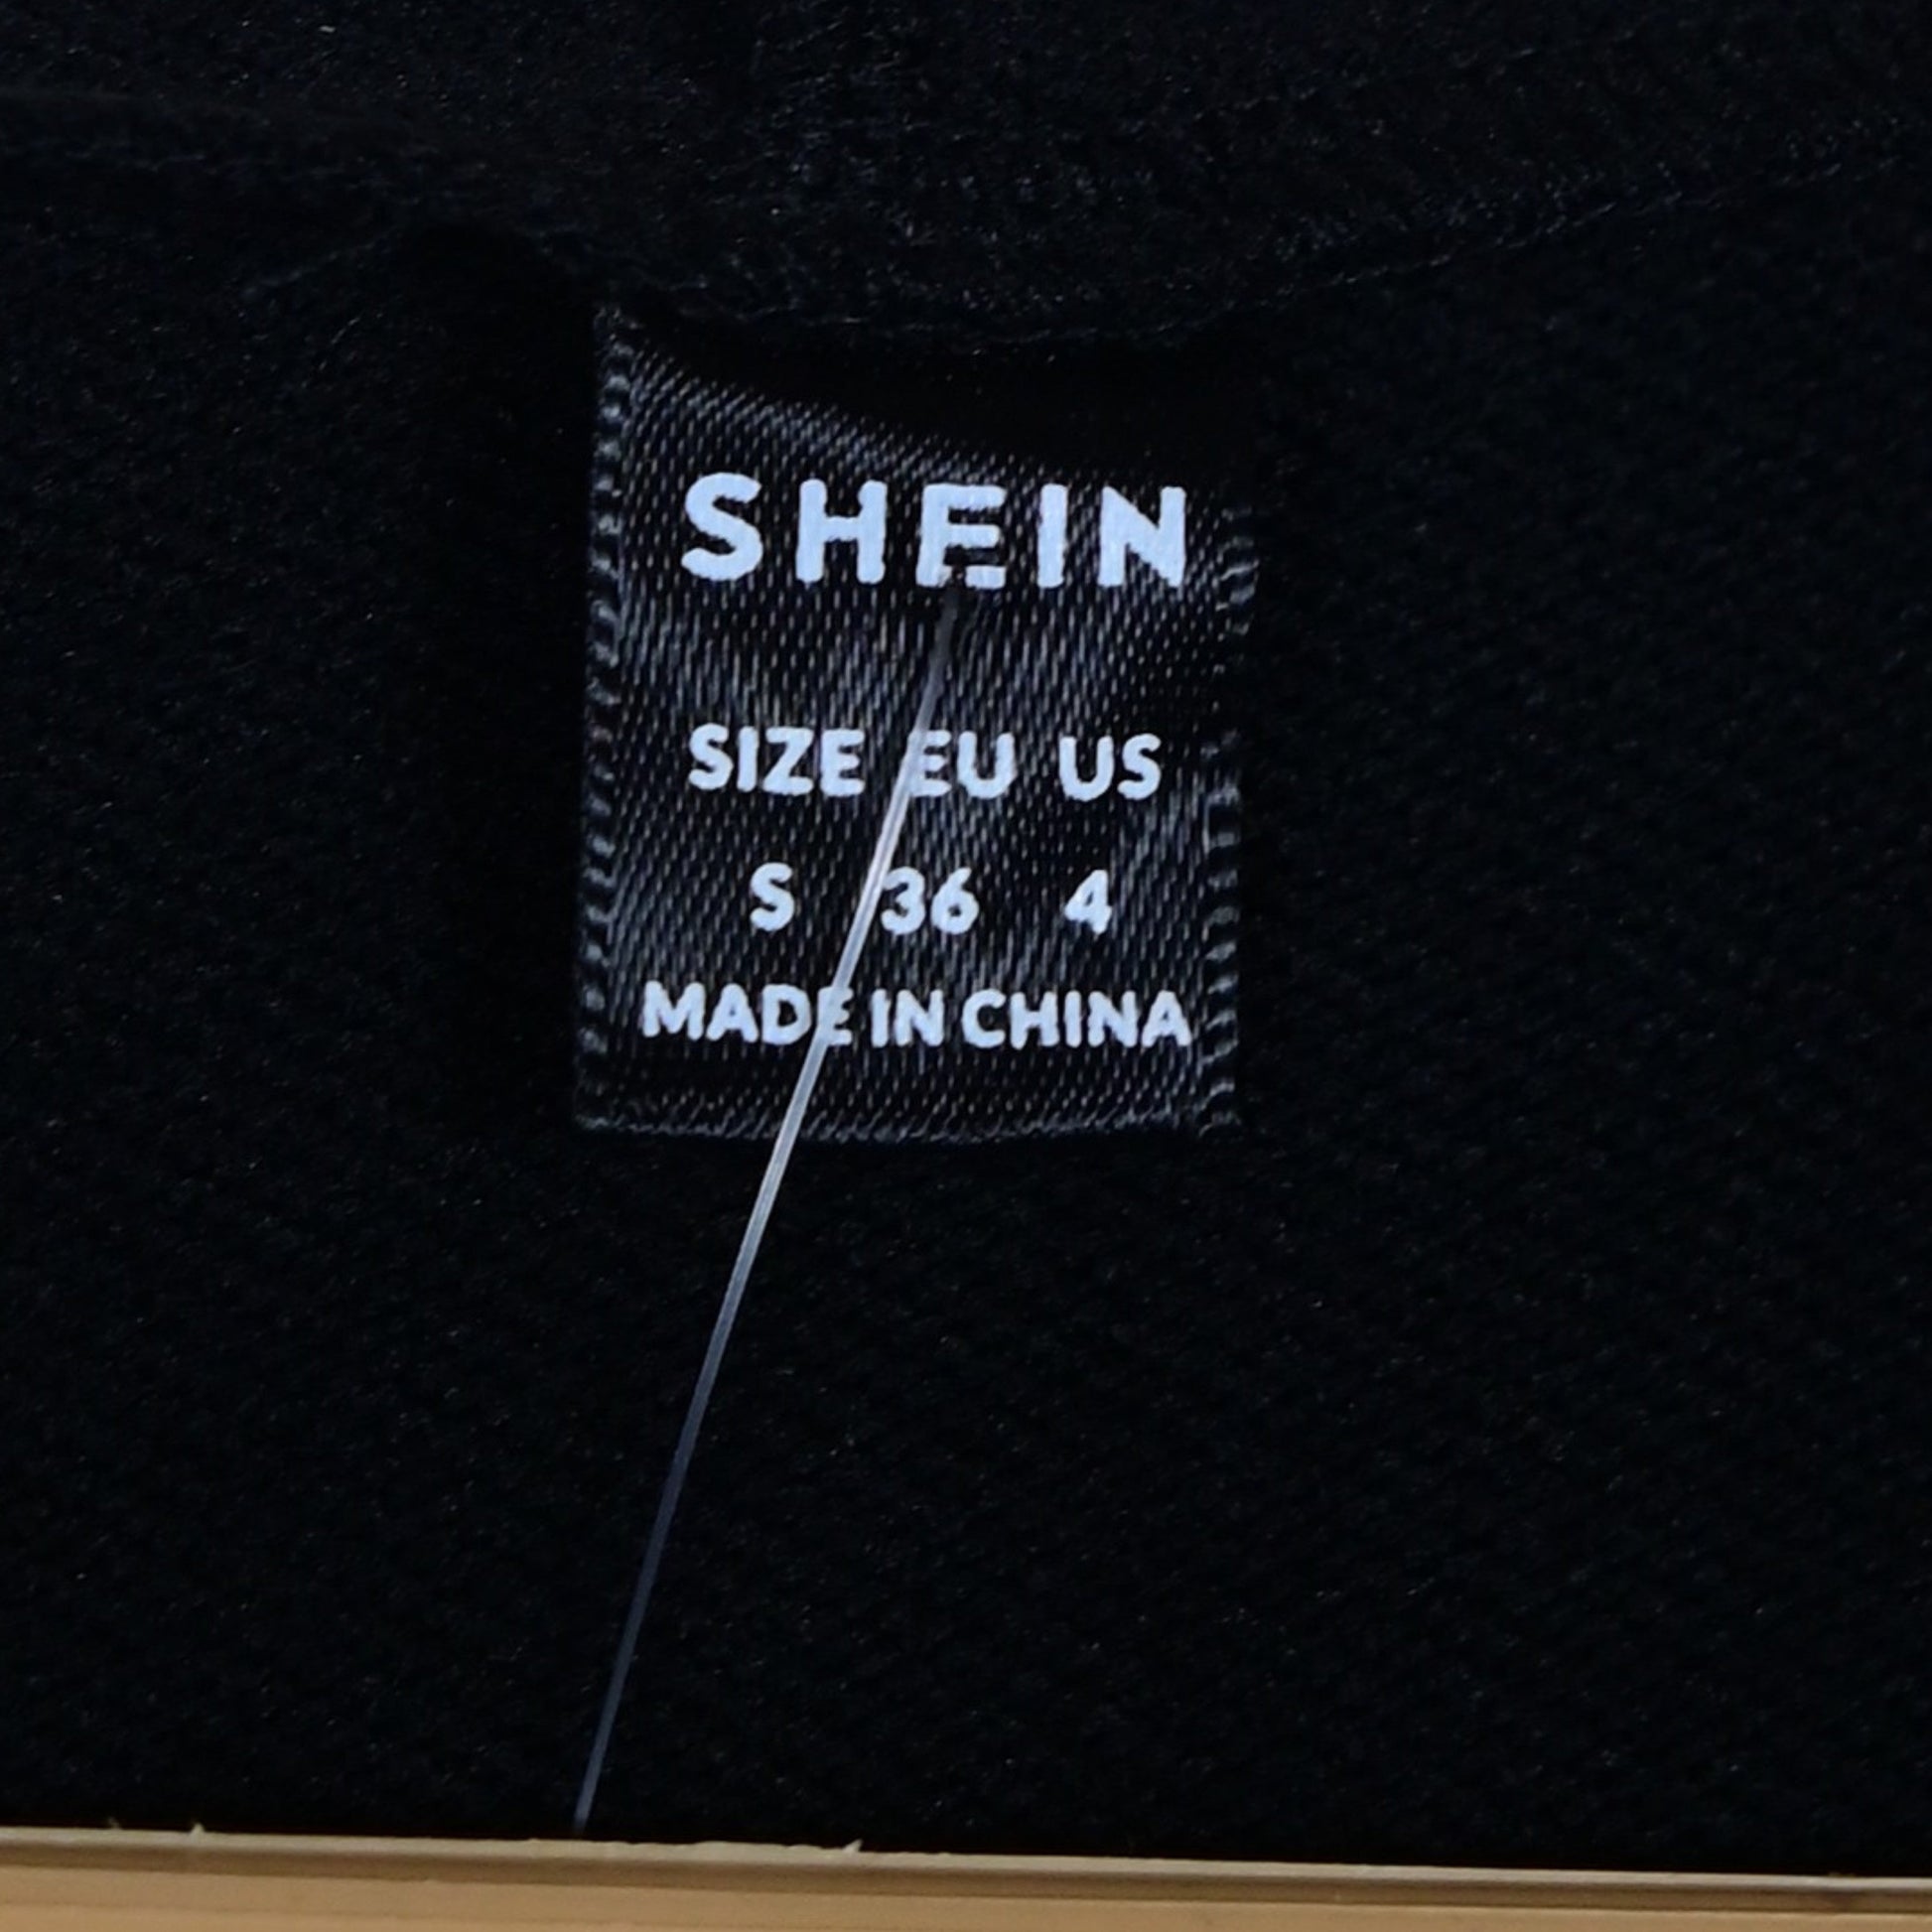 SHEIN
SIZE EU US
S 36 4
MADE IN CHINA